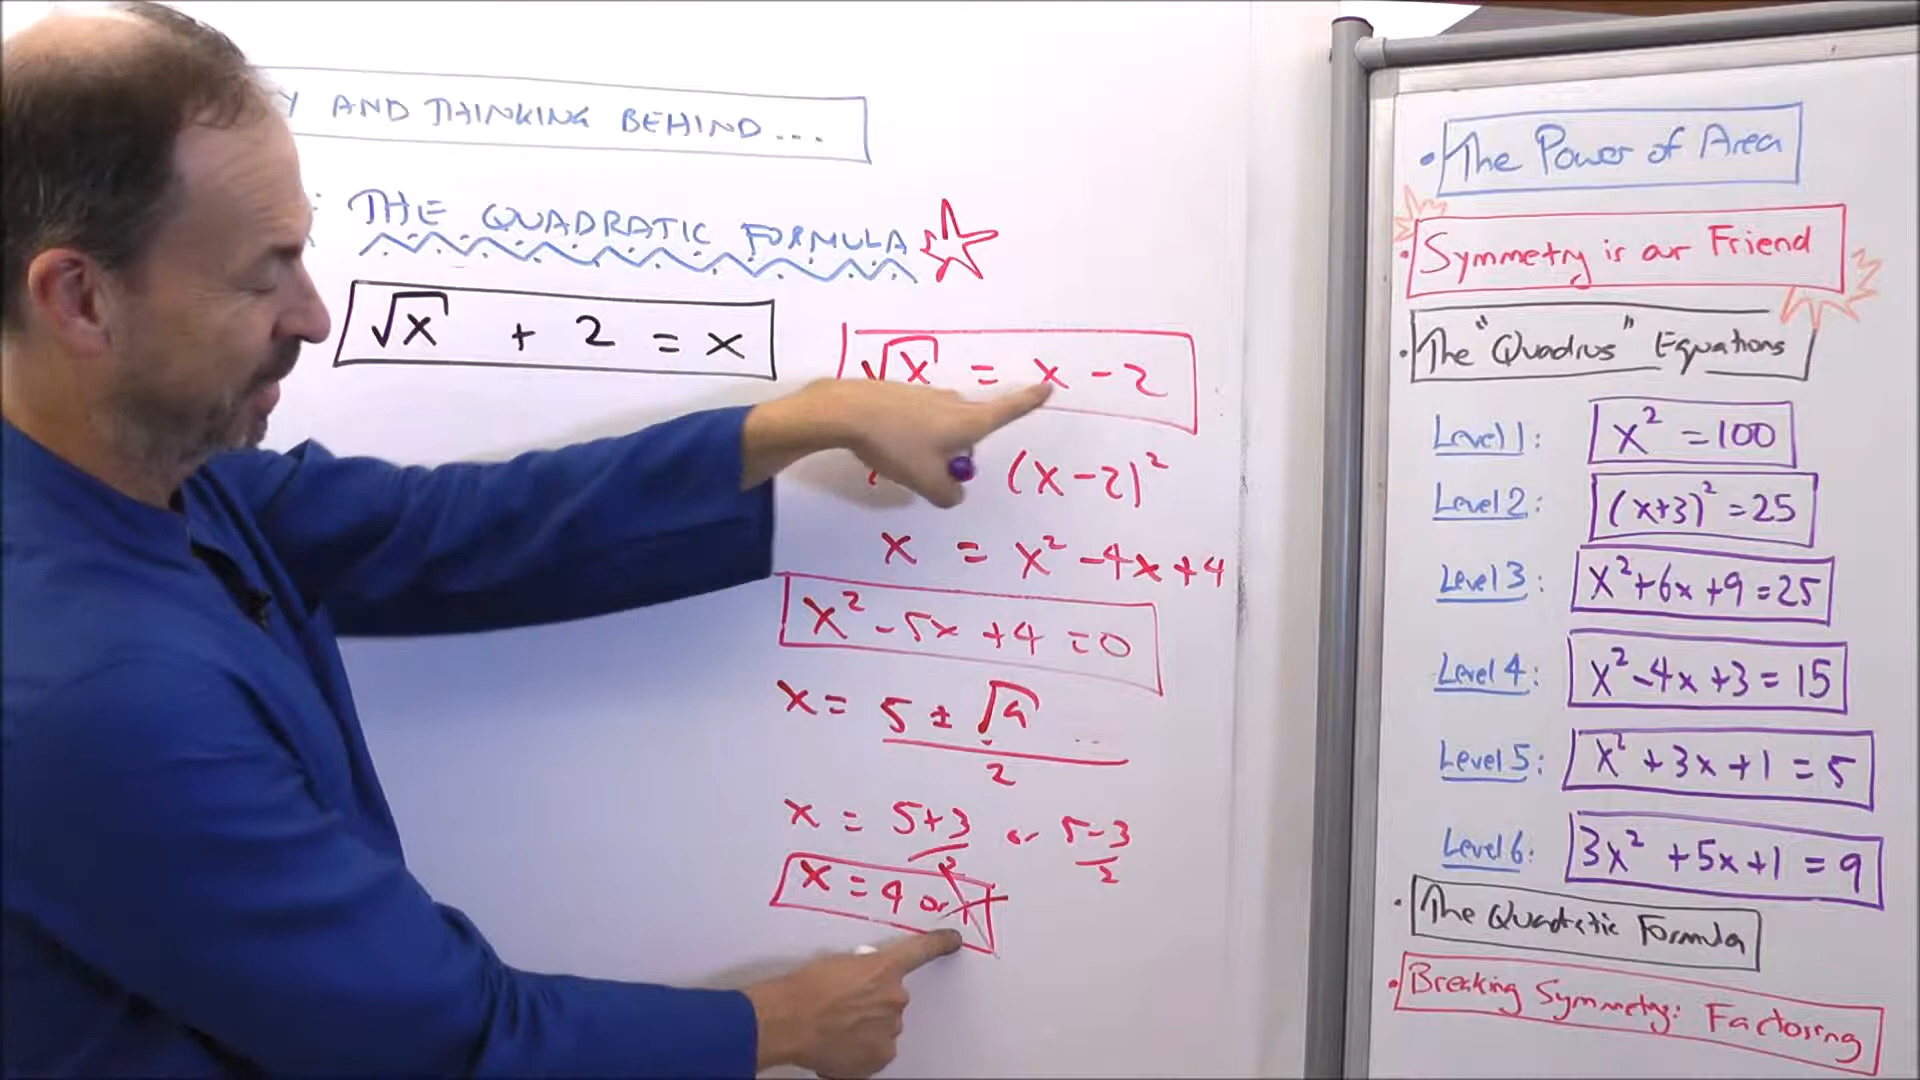 Y AND THINKING BEHIND...
: THE QUADRATIC FORMULA
√x + 2 = x
√x = x - 2
(x-2)²
x = x² -4x +4
x² - 5x + 4 = 0
x = 5 ± √9
2
x = 5+3 or 5-3
2 2
x = 4 or 1
• The Power of Area
• Symmetry is our Friend
• The "Quadrus" Equations
Level 1: x² = 100
Level 2: (x+3)² = 25
Level 3: x² + 6x + 9 = 25
Level 4: x² - 4x + 3 = 15
Level 5: x² + 3x + 1 = 5
Level 6: 3x² + 5x + 1 = 9
• The Quadratic Formula
• Breaking Symmetry: Factoring